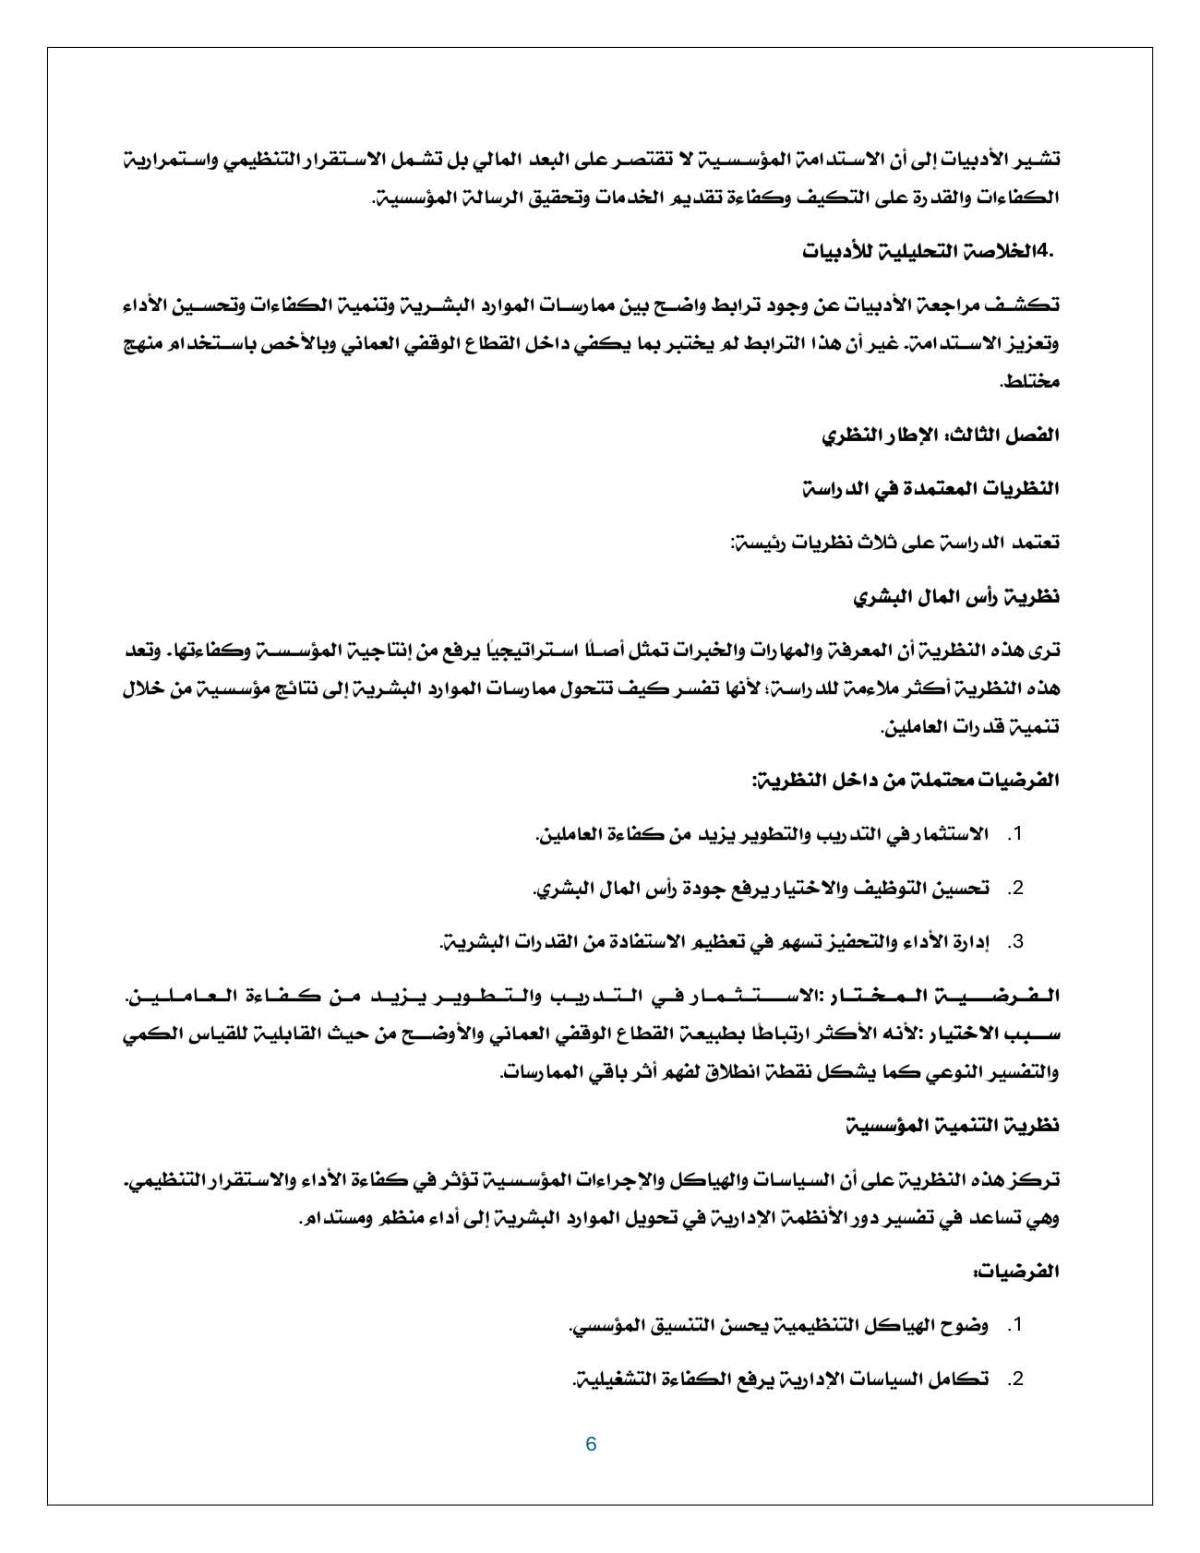 تشير الأدبيات إلى أن الاستدامة المؤسسية لا تقتصر على البعد المالي بل تشمل الاستقرار التنظيمي واستمرارية
الكفاءات والقدرة على التكيف وكفاءة تقديم الخدمات وتحقيق الرسالة المؤسسية.
.4الخلاصة التحليلية للأدبيات
تكشف مراجعة الأدبيات عن وجود ترابط واضح بين ممارسات الموارد البشرية وتنمية الكفاءات وتحسين الأداء
وتعزيز الاستدامة. غير أن هذا الترابط لم يختبر بما يكفي داخل القطاع الوقفي العماني وبالأخص باستخدام منهج
مختلط.
الفصل الثالث: الإطار النظري
النظريات المعتمدة في الدراسة
تعتمد الدراسة على ثلاث نظريات رئيسة:
نظرية رأس المال البشري
ترى هذه النظرية أن المعرفة والمهارات والخبرات تمثل أصلًا استراتيجيًا يرفع من إنتاجية المؤسسة وكفاءتها. وتعد
هذه النظرية أكثر ملاءمة للدراسة؛ لأنها تفسر كيف تتحول ممارسات الموارد البشرية إلى نتائج مؤسسية من خلال
تنمية قدرات العاملين.
الفرضيات محتملة من داخل النظرية:
1. الاستثمار في التدريب والتطوير يزيد من كفاءة العاملين.
2. تحسين التوظيف والاختيار يرفع جودة رأس المال البشري.
3. إدارة الأداء والتحفيز تسهم في تعظيم الاستفادة من القدرات البشرية.
الفرضية المختار :الاستثمار في التدريب والتطوير يزيد من كفاءة العاملين.
سبب الاختيار :لأنه الأكثر ارتباطًا بطبيعة القطاع الوقفي العماني والأوضح من حيث القابلية للقياس الكمي
والتفسير النوعي كما يشكل نقطة انطلاق لفهم أثر باقي الممارسات.
نظرية التنمية المؤسسية
تركز هذه النظرية على أن السياسات والهياكل والإجراءات المؤسسية تؤثر في كفاءة الأداء والاستقرار التنظيمي.
وهي تساعد في تفسير دور الأنظمة الإدارية في تحويل الموارد البشرية إلى أداء منظم ومستدام.
الفرضيات:
1. وضوح الهياكل التنظيمية يحسن التنسيق المؤسسي.
2. تكامل السياسات الإدارية يرفع الكفاءة التشغيلية.
6